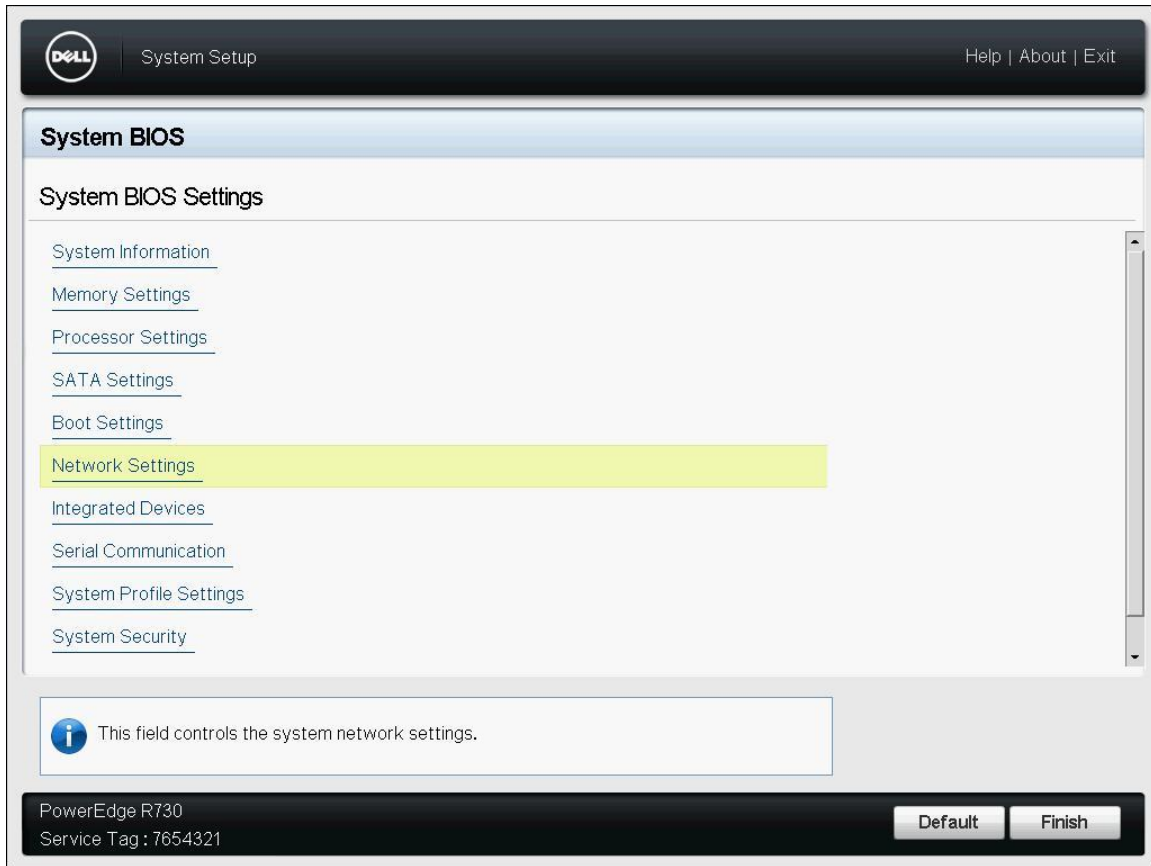 DELL
System Setup
Help | About | Exit
System BIOS
System BIOS Settings
System Information
Memory Settings
Processor Settings
SATA Settings
Boot Settings
Network Settings
Integrated Devices
Serial Communication
System Profile Settings
System Security
This field controls the system network settings.
PowerEdge R730
Service Tag : 7654321
Default
Finish